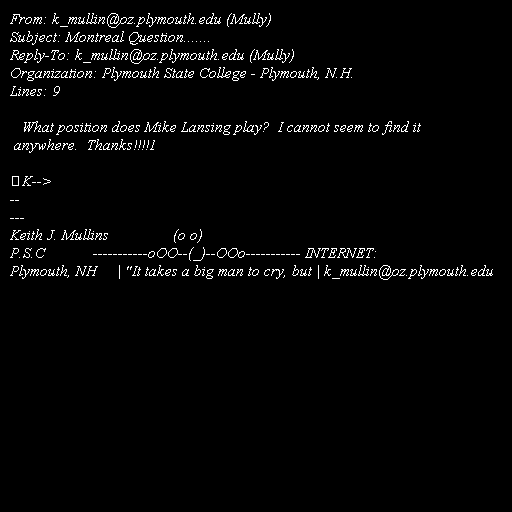 From: k_mullin@oz.plymouth.edu (Mully)
Subject: Montreal Question.......
Reply-To: k_mullin@oz.plymouth.edu (Mully)
Organization: Plymouth State College - Plymouth, N.H.
Lines: 9
What position does Mike Lansing play?  I cannot seem to find it
anywhere.  Thanks!!!!1
K-->
--
---
Keith J. Mullins                (o o)
P.S.C            -----------oOO--(_)--OOo----------- INTERNET:
Plymouth, NH     | "It takes a big man to cry, but | k_mullin@oz.plymouth.edu